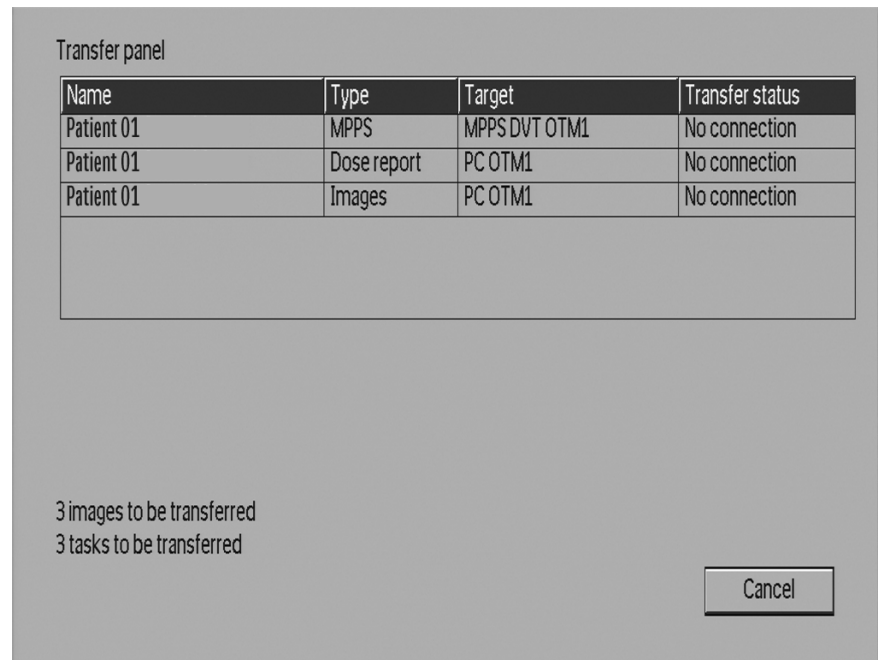 Transfer panel
Name Type Target Transfer status
Patient 01 MPPS MPPS DVT OTM1 No connection
Patient 01 Dose report PC OTM1 No connection
Patient 01 Images PC OTM1 No connection
3 images to be transferred
3 tasks to be transferred
Cancel